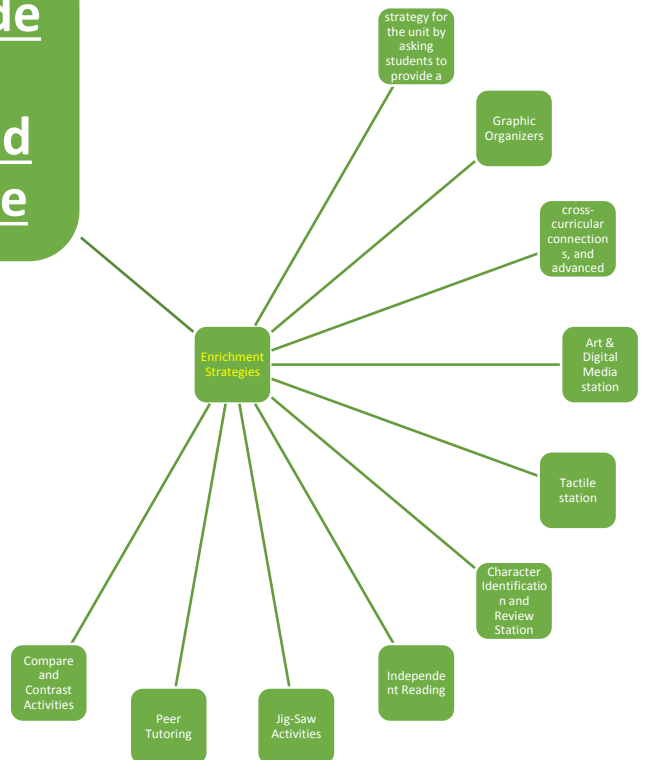 de
d
e
strategy for
the unit by
asking
students to
provide a
Graphic
Organizers
cross-
curricular
connection
s, and
advanced
Enrichment
Strategies
Art &
Digital
Media
station
Tactile
station
Character
Identificatio
n and
Review
Station
Compare
and
Contrast
Activities
Independe
nt Reading
Peer
Tutoring
Jig-Saw
Activities